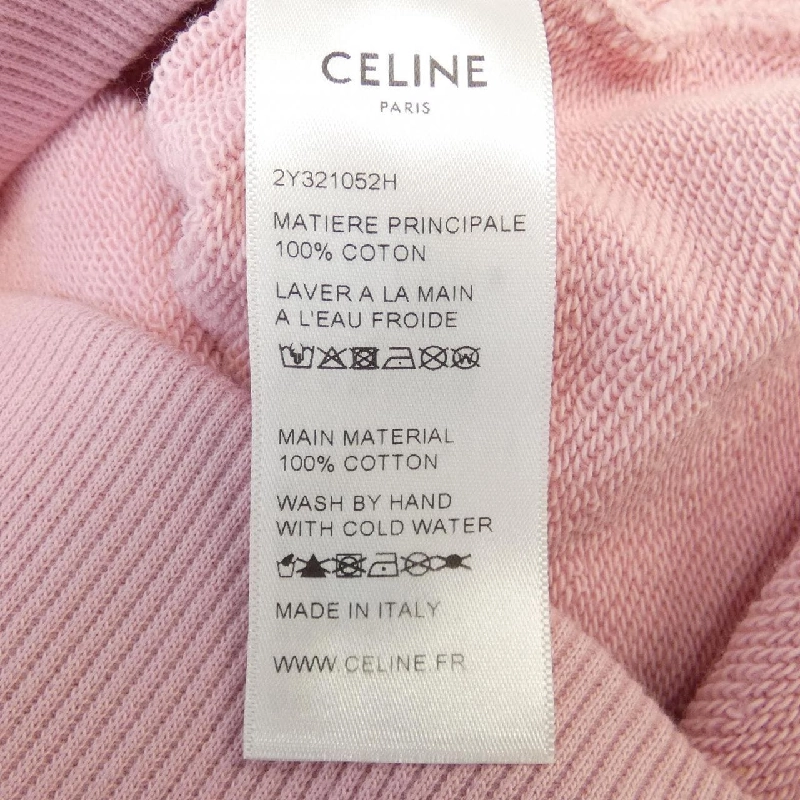 CELINE
PARIS
2Y321052H
MATIERE PRINCIPALE
100% COTON
LAVER A LA MAIN
A L'EAU FROIDE
MAIN MATERIAL
100% COTTON
WASH BY HAND
WITH COLD WATER
MADE IN ITALY
WWW.CELINE.FR